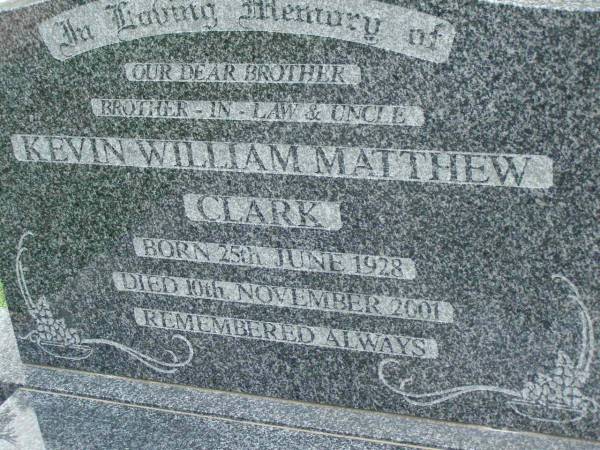 In Loving Memory of
OUR DEAR BROTHER
BROTHER - IN - LAW & UNCLE
KEVIN WILLIAM MATTHEW
CLARK
BORN 25th. JUNE 1928
DIED 10th. NOVEMBER 2001
REMEMBERED ALWAYS